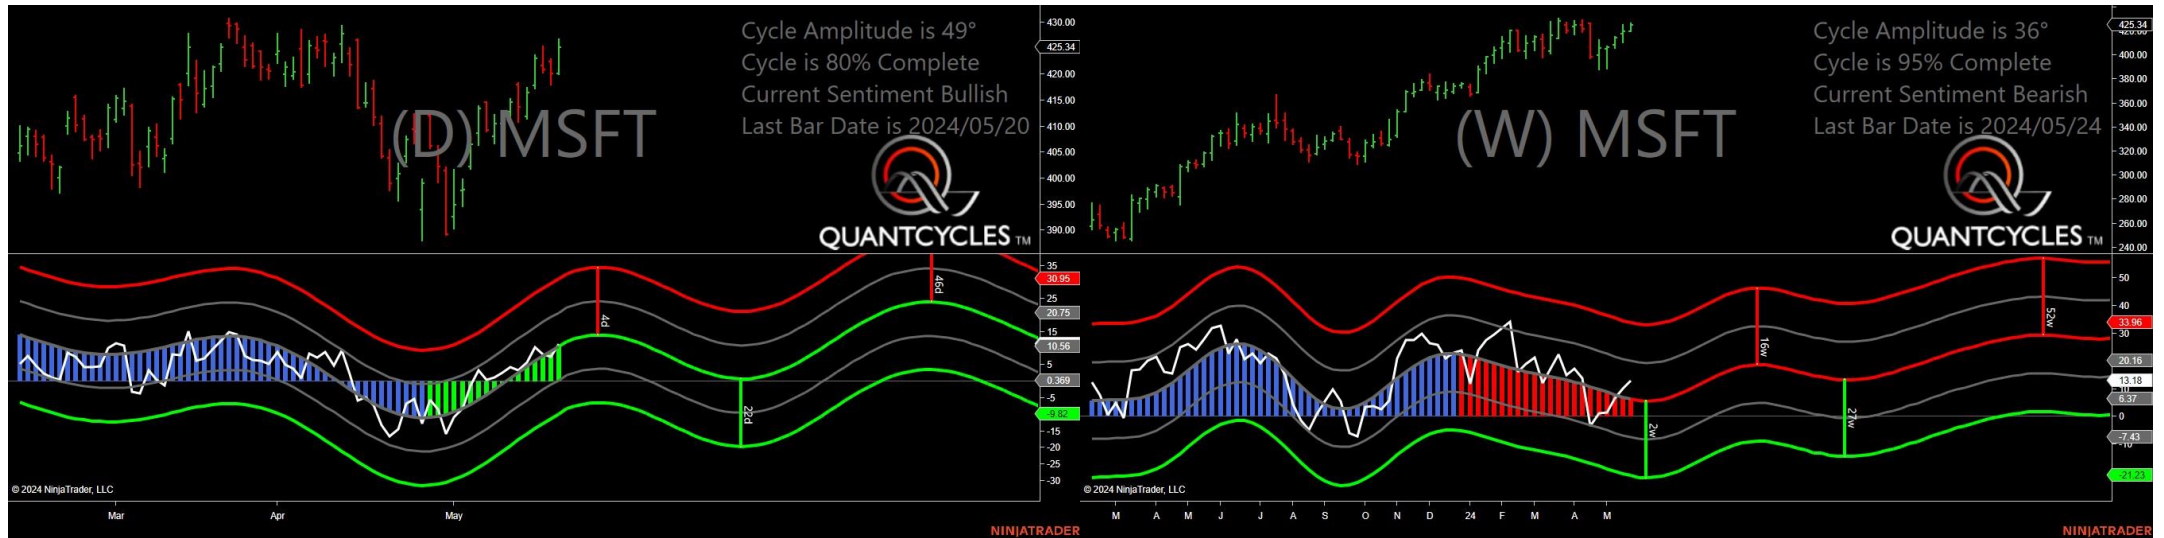 Cycle Amplitude is 49°
Cycle is 80% Complete
Current Sentiment Bullish
Last Bar Date is 2024/05/20
(D) MSFT
QUANTCYCLES TM
430.00
425.34
420.00
415.00
410.00
405.00
400.00
395.00
390.00
35
30.95
25
20.75
15
10.56
5
0.369
-5
-9.82
-15
-20
-25
-30
4d
22d
46d
© 2024 NinjaTrader, LLC
Mar Apr May
NINJATRADER
Cycle Amplitude is 36°
Cycle is 95% Complete
Current Sentiment Bearish
Last Bar Date is 2024/05/24
(W) MSFT
QUANTCYCLES TM
425.34
420.00
400.00
380.00
360.00
340.00
320.00
300.00
280.00
260.00
240.00
50
40
33.96
30
20.16
13.18
10
6.37
0
-7.43
-10
-21.23
2w
16w
27w
52w
© 2024 NinjaTrader, LLC
M A M J J A S O N D 24 F M A M
NINJATRADER